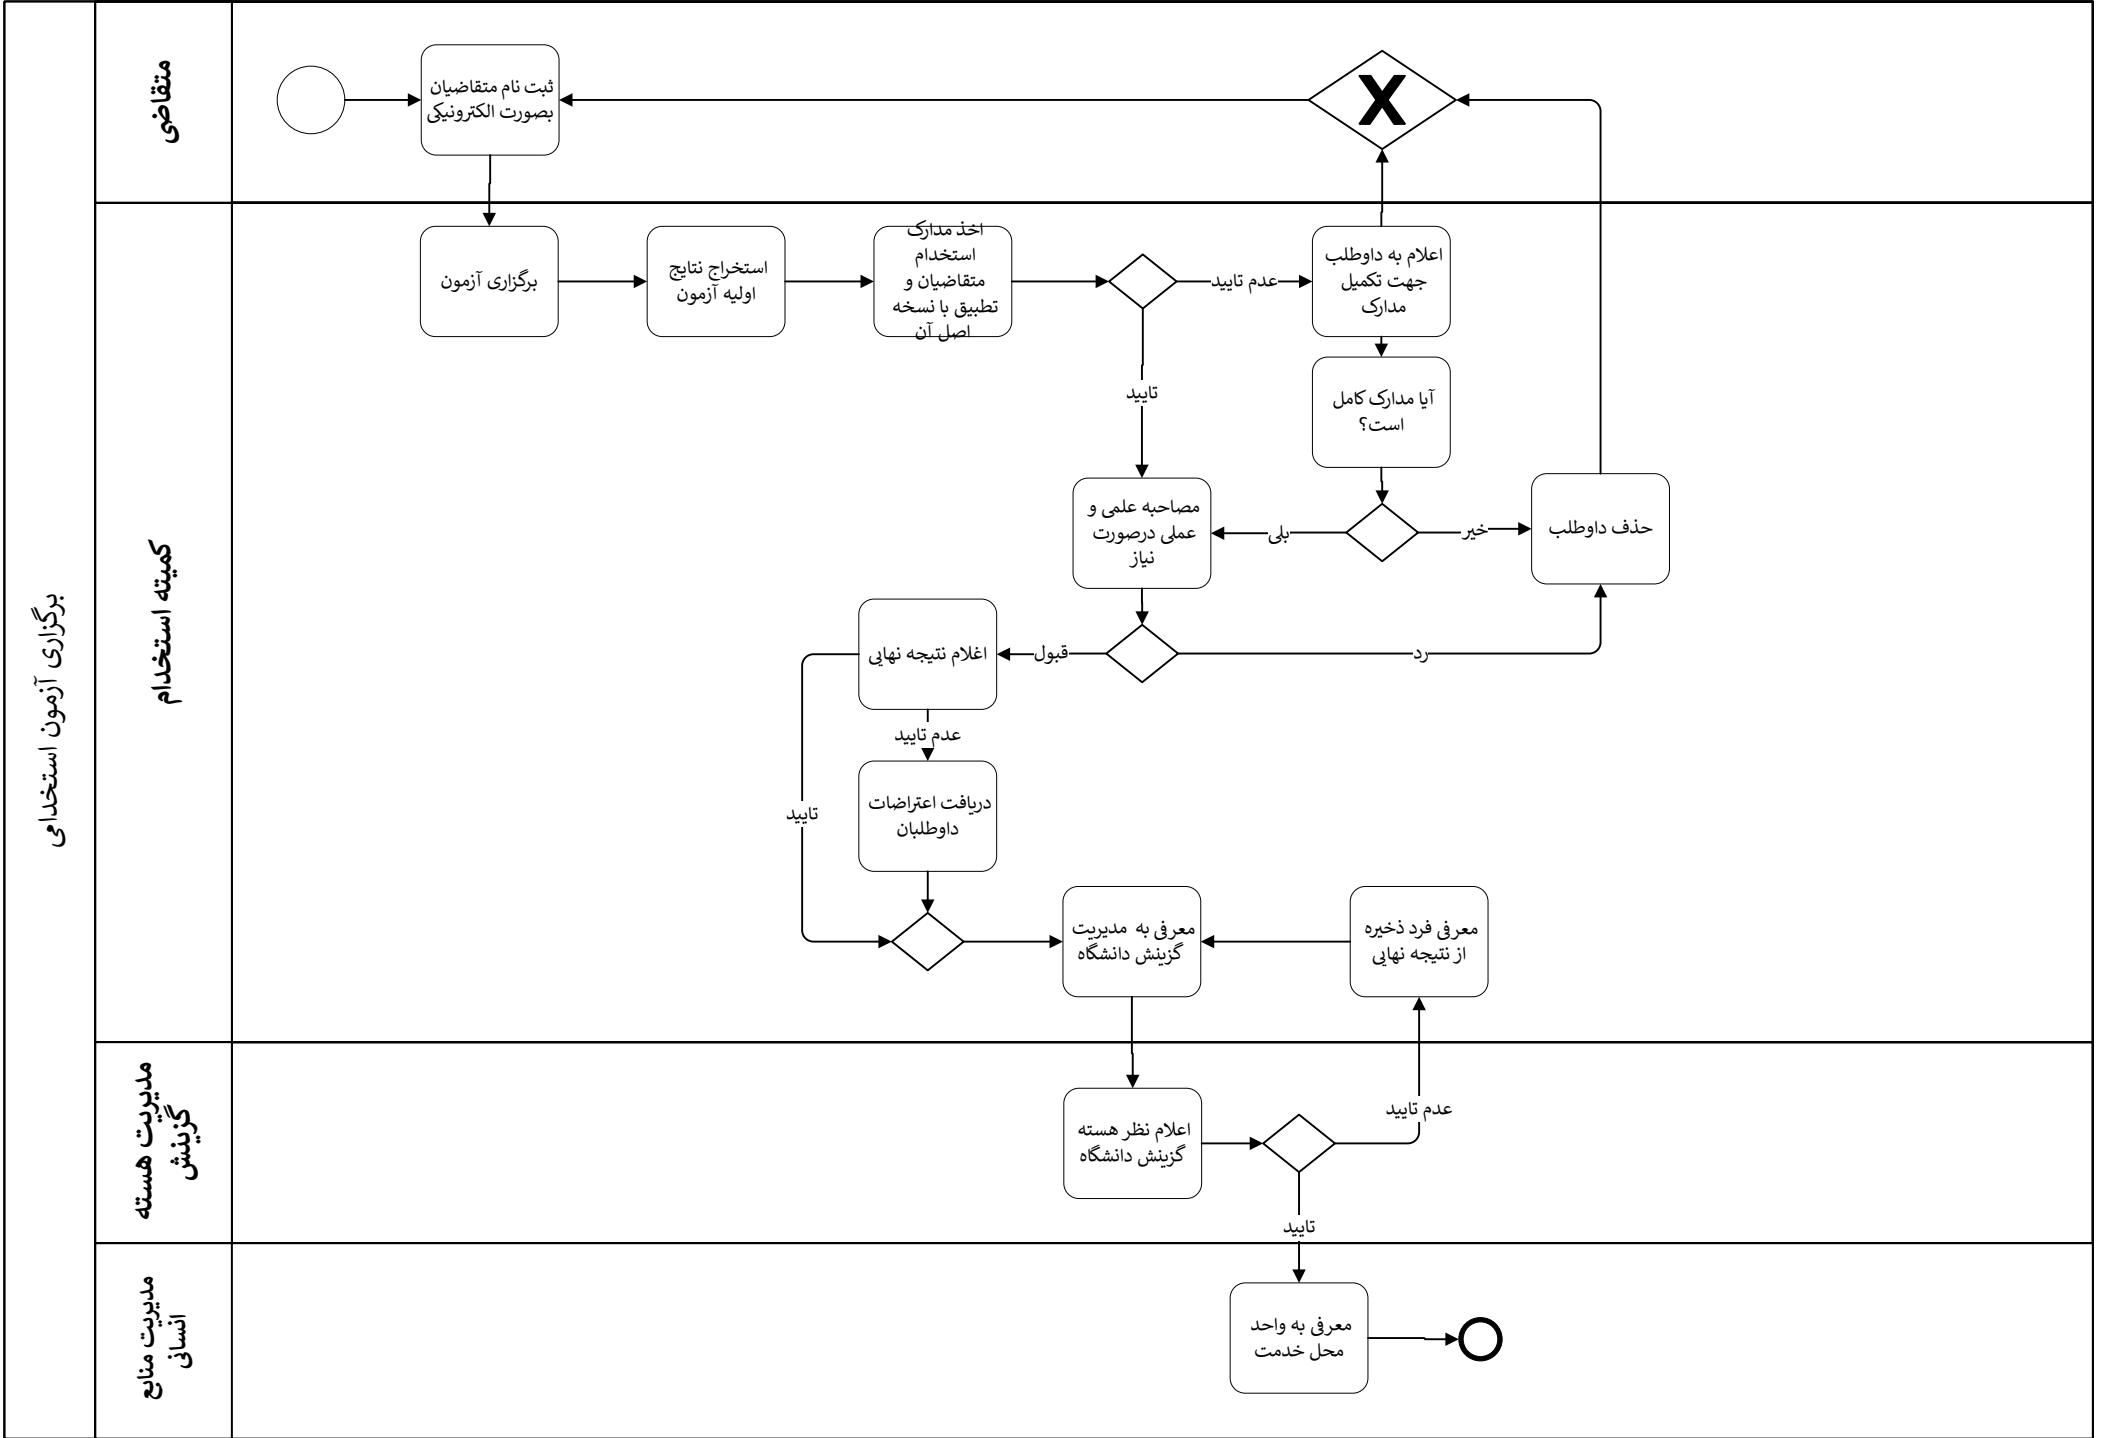 برگزاری آزمون استخدامی
متقاضی
ثبت نام متقاضیان
بصورت الکترونیکی
X
کمیته استخدام
برگزاری آزمون
استخراج نتایج
اولیه آزمون
اخذ مدارک
استخدام
متقاضیان و
تطبیق با نسخه
اصل آن
عدم تایید
اعلام به داوطلب
جهت تکمیل
مدارک
تایید
آیا مدارک کامل
است؟
مصاحبه علمی و
عملی درصورت
نیاز
بلی
خیر
حذف داوطلب
اغلام نتیجه نهایی
قبول
رد
عدم تایید
تایید
دریافت اعتراضات
داوطلبان
معرفی به مدیریت
گزینش دانشگاه
معرفی فرد ذخیره
از نتیجه نهایی
مدیریت هسته
گزینش
اعلام نظر هسته
گزینش دانشگاه
عدم تایید
تایید
مدیریت منابع
انسانی
معرفی به واحد
محل خدمت